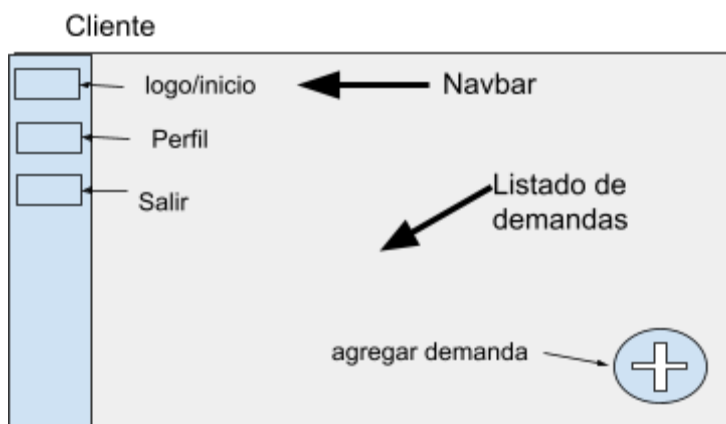 Cliente
logo/inicio
Navbar
Perfil
Listado de
demandas
Salir
agregar demanda